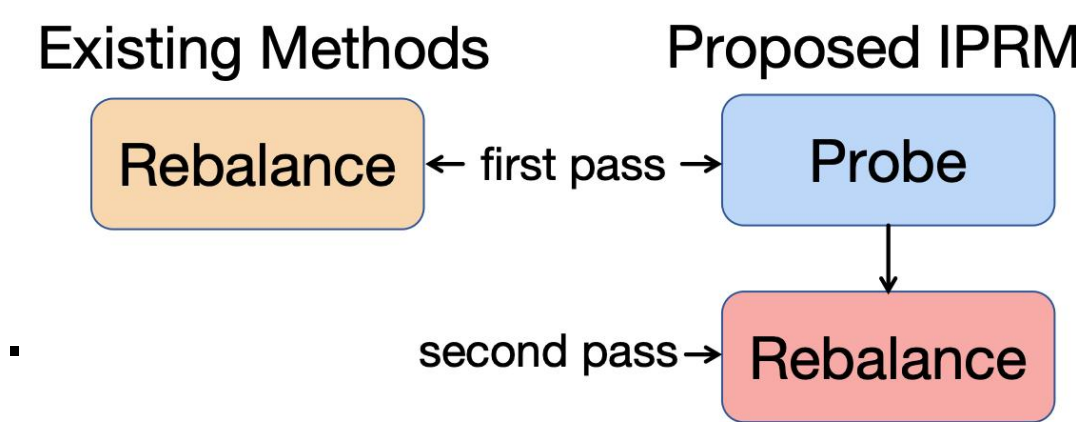 Existing Methods
Proposed IPRM
Rebalance
first pass
Probe
second pass
Rebalance